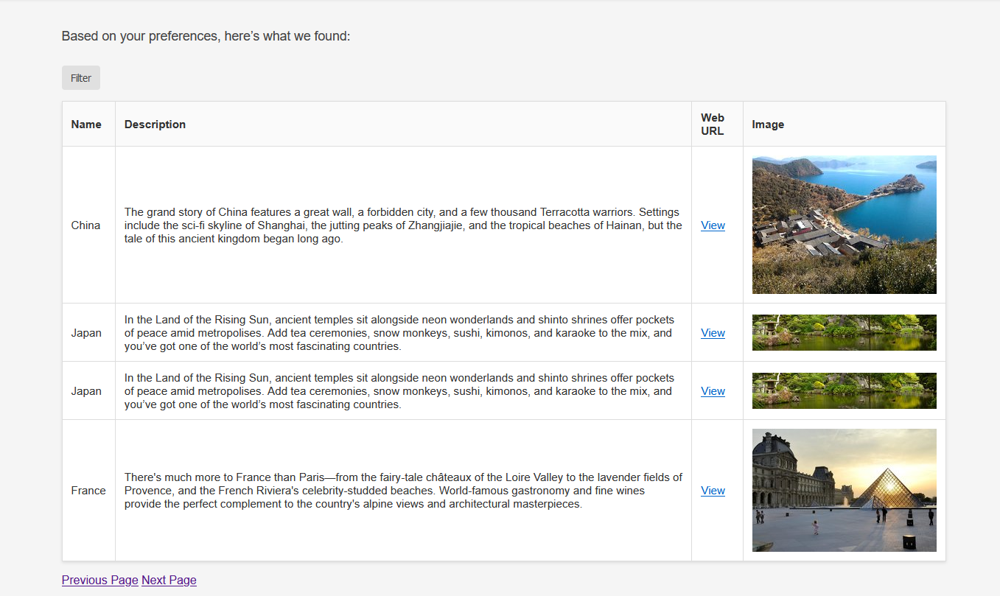 Based on your preferences, here’s what we found:
Filter
Name Description Web URL Image
China
The grand story of China features a great wall, a forbidden city, and a few thousand Terracotta warriors. Settings
include the sci-fi skyline of Shanghai, the jutting peaks of Zhangjiajie, and the tropical beaches of Hainan, but the
tale of this ancient kingdom began long ago.
View
Japan
In the Land of the Rising Sun, ancient temples sit alongside neon wonderlands and shinto shrines offer pockets
of peace amid metropolises. Add tea ceremonies, snow monkeys, sushi, kimonos, and karaoke to the mix, and
you’ve got one of the world’s most fascinating countries.
View
Japan
In the Land of the Rising Sun, ancient temples sit alongside neon wonderlands and shinto shrines offer pockets
of peace amid metropolises. Add tea ceremonies, snow monkeys, sushi, kimonos, and karaoke to the mix, and
you’ve got one of the world’s most fascinating countries.
View
France
There's much more to France than Paris—from the fairy-tale châteaux of the Loire Valley to the lavender fields of
Provence, and the French Riviera's celebrity-studded beaches. World-famous gastronomy and fine wines
provide the perfect complement to the country's alpine views and architectural masterpieces.
View
Previous Page Next Page